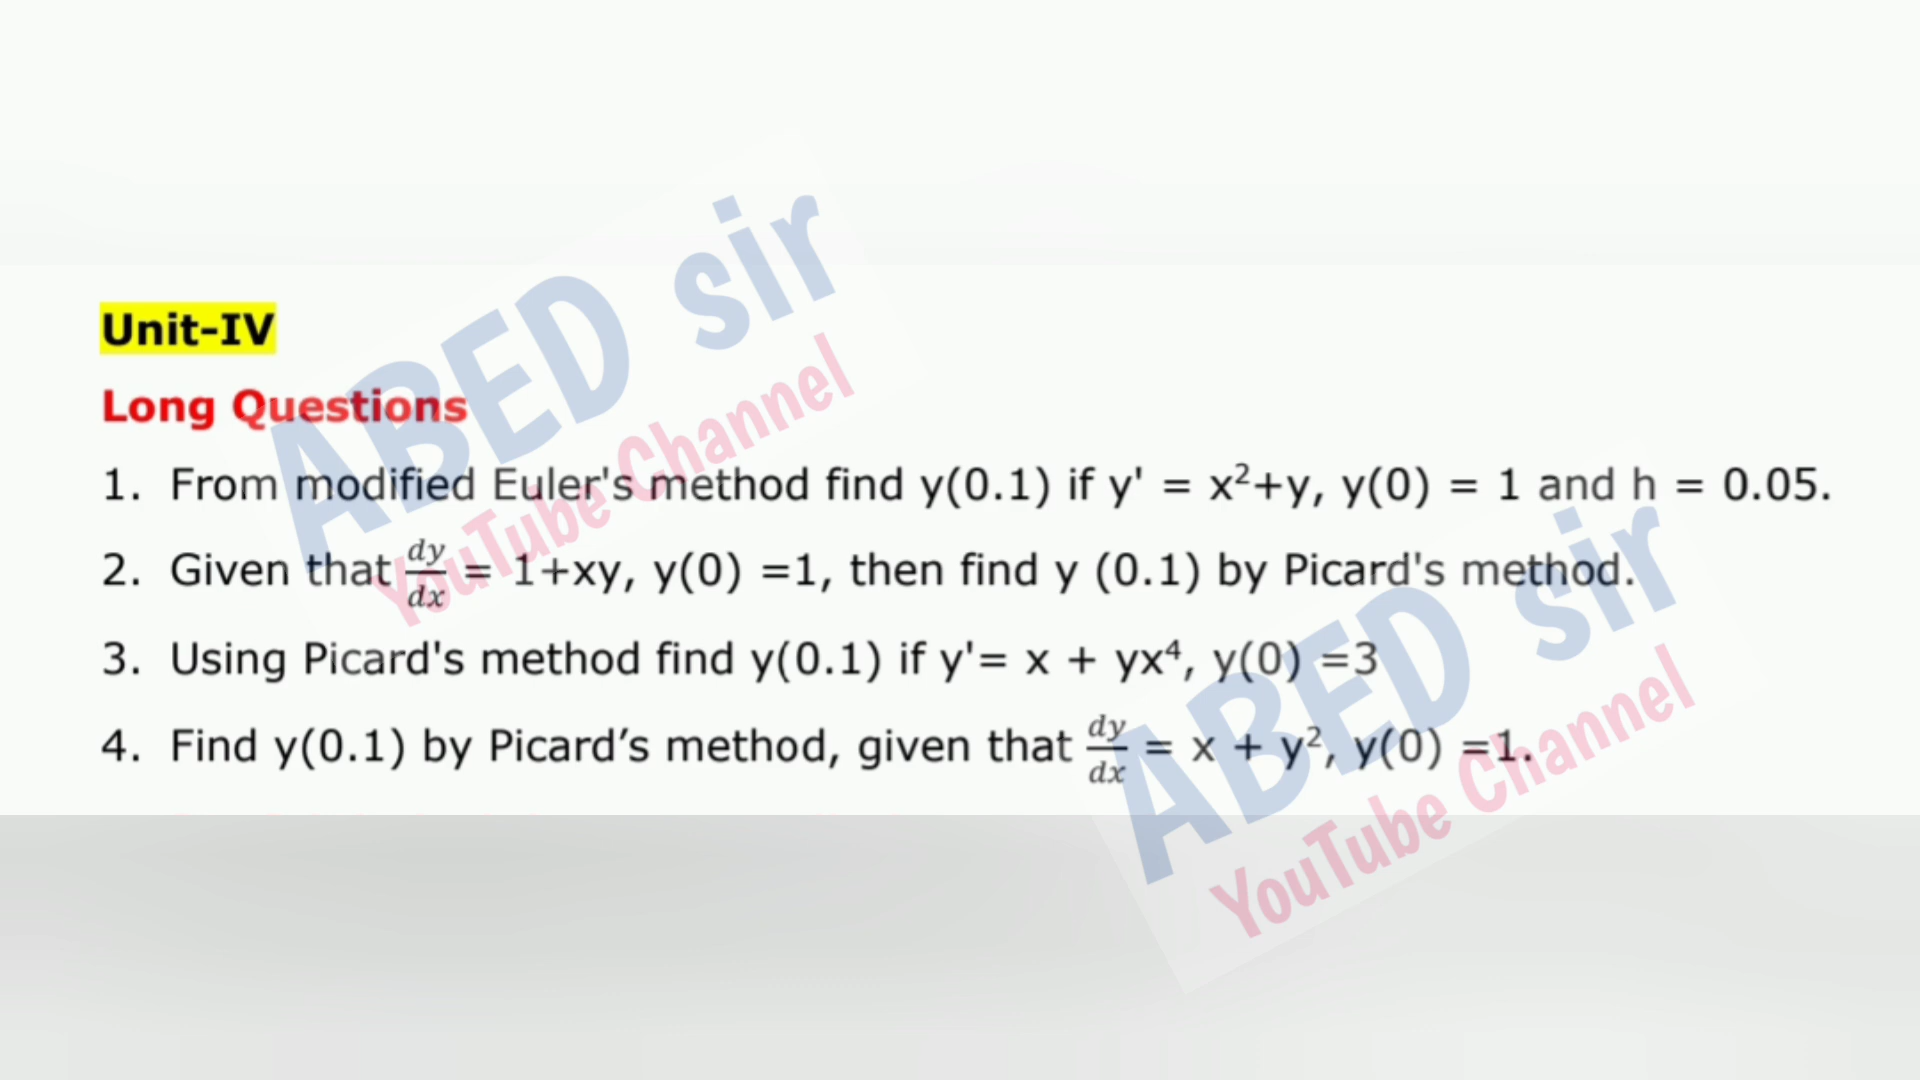 Unit-IV
Long Questions
1. From modified Euler's method find y(0.1) if y' = x²+y, y(0) = 1 and h = 0.05.
2. Given that dy/dx = 1+xy, y(0) =1, then find y (0.1) by Picard's method.
3. Using Picard's method find y(0.1) if y'= x + yx⁴, y(0) =3
4. Find y(0.1) by Picard’s method, given that dy/dx = x + y², y(0) =1.
ABED sir
YouTube Channel
ABED sir
YouTube Channel